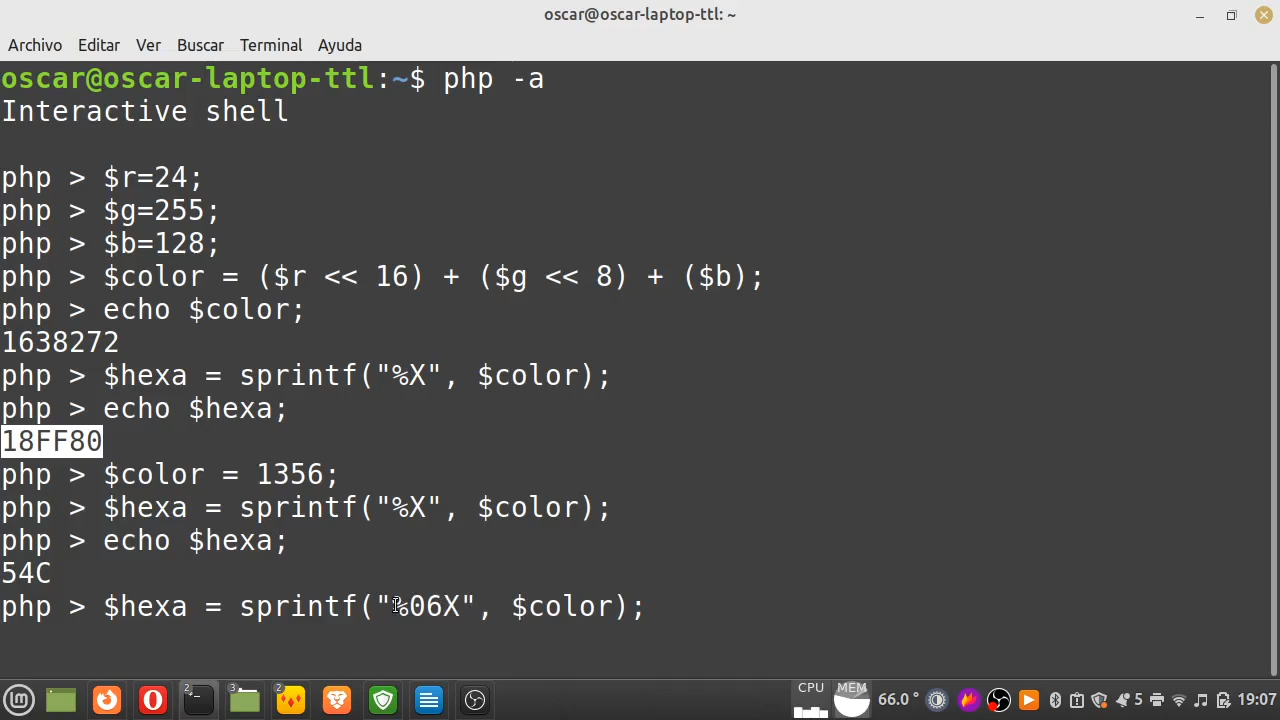 oscar@oscar-laptop-ttl: ~
Archivo Editar Ver Buscar Terminal Ayuda
oscar@oscar-laptop-ttl:~$ php -a
Interactive shell
php > $r=24;
php > $g=255;
php > $b=128;
php > $color = ($r << 16) + ($g << 8) + ($b);
php > echo $color;
1638272
php > $hexa = sprintf("%X", $color);
php > echo $hexa;
18FF80
php > $color = 1356;
php > $hexa = sprintf("%X", $color);
php > echo $hexa;
54C
php > $hexa = sprintf("%06X", $color);
2 3 2 CPU MEM 66.0 ° 5 19:07